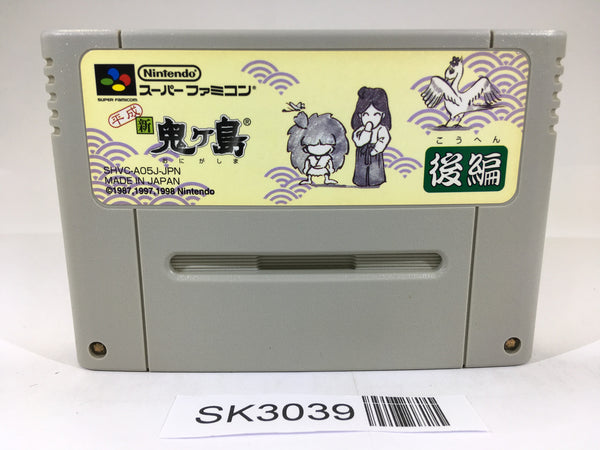 Nintendo
スーパーファミコン®
SUPER FAMICOM
平成
新 鬼ヶ島®
おにがしま
SHVC-A05J-JPN
MADE IN JAPAN
©1987,1997,1998 Nintendo
こうへん
後編
SK3039